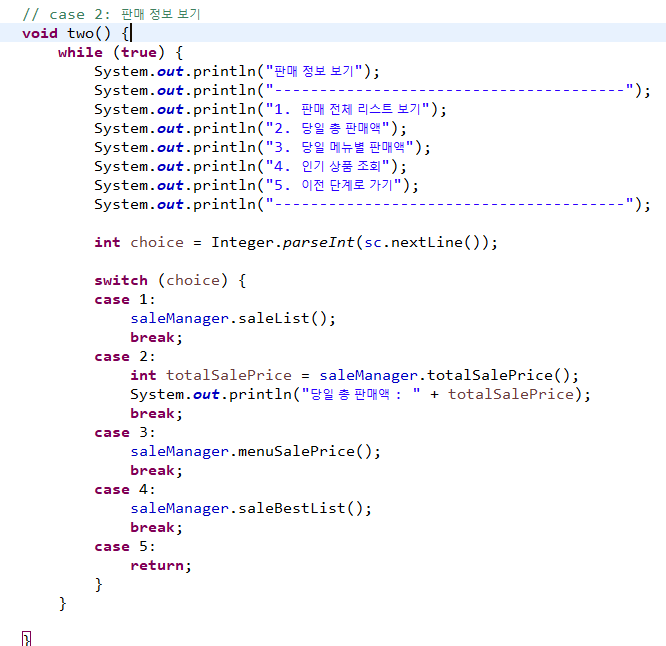 // case 2: 판매 정보 보기
void two() {
while (true) {
System.out.println("판매 정보 보기");
System.out.println("---------------------------------------");
System.out.println("1. 판매 전체 리스트 보기");
System.out.println("2. 당일 총 판매액");
System.out.println("3. 당일 메뉴별 판매액");
System.out.println("4. 인기 상품 조회");
System.out.println("5. 이전 단계로 가기");
System.out.println("---------------------------------------");
int choice = Integer.parseInt(sc.nextLine());
switch (choice) {
case 1:
saleManager.saleList();
break;
case 2:
int totalSalePrice = saleManager.totalSalePrice();
System.out.println("당일 총 판매액 : " + totalSalePrice);
break;
case 3:
saleManager.menuSalePrice();
break;
case 4:
saleManager.saleBestList();
break;
case 5:
return;
}
}
}